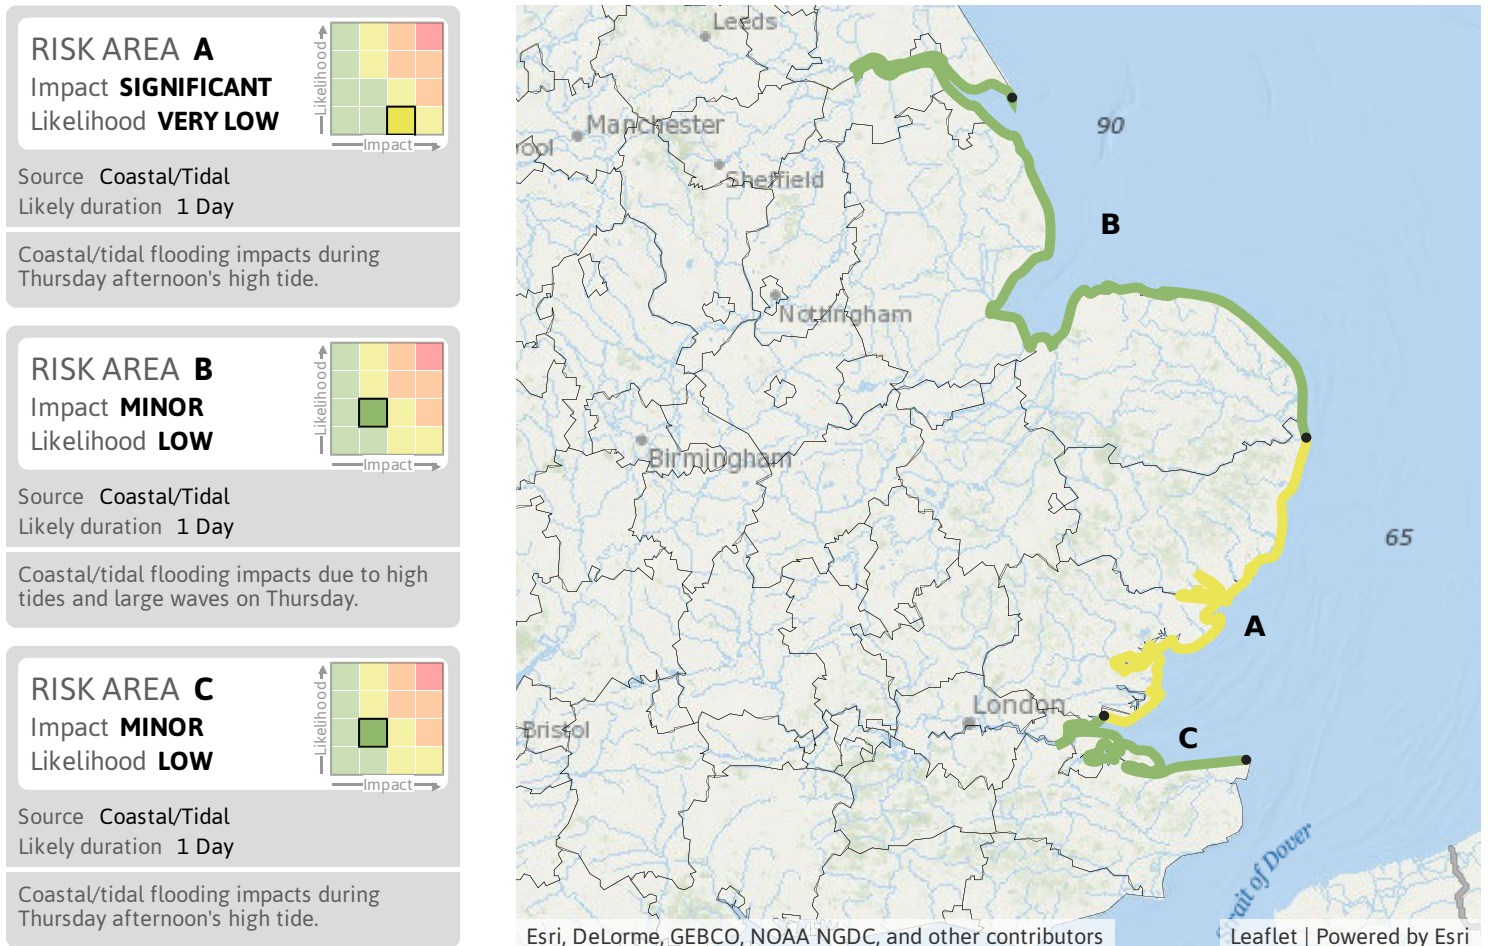 RISK AREA A
Impact SIGNIFICANT
Likelihood VERY LOW
Likelihood
Impact
Source Coastal/Tidal
Likely duration 1 Day
Coastal/tidal flooding impacts during
Thursday afternoon's high tide.
RISK AREA B
Impact MINOR
Likelihood LOW
Likelihood
Impact
Source Coastal/Tidal
Likely duration 1 Day
Coastal/tidal flooding impacts due to high
tides and large waves on Thursday.
RISK AREA C
Impact MINOR
Likelihood LOW
Likelihood
Impact
Source Coastal/Tidal
Likely duration 1 Day
Coastal/tidal flooding impacts during
Thursday afternoon's high tide.
Leeds
Manchester
90
ool
Sheffield
B
Nottingham
Birmingham
65
A
London
Bristol
C
trait of Dover
Esri, DeLorme, GEBCO, NOAA NGDC, and other contributors
Leaflet | Powered by Esri